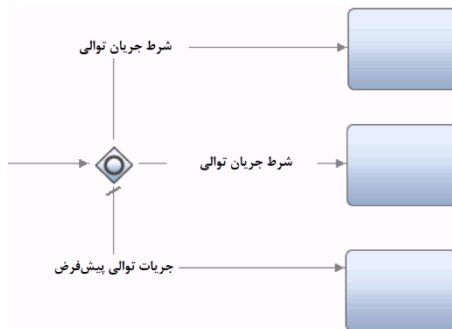 شرط جریان توالی
شرط جریان توالی
جریات توالی پیش‌فرض